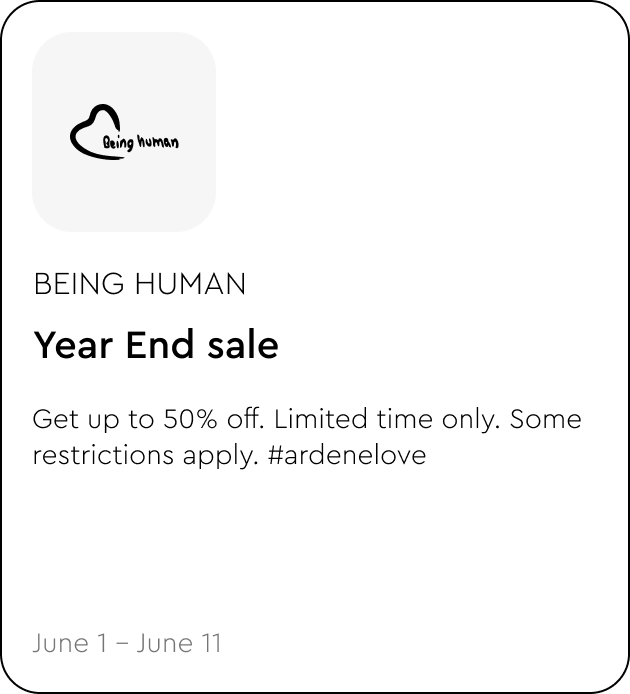 Being human
BEING HUMAN
Year End sale
Get up to 50% off. Limited time only. Some
restrictions apply. #ardenelove
June 1 – June 11